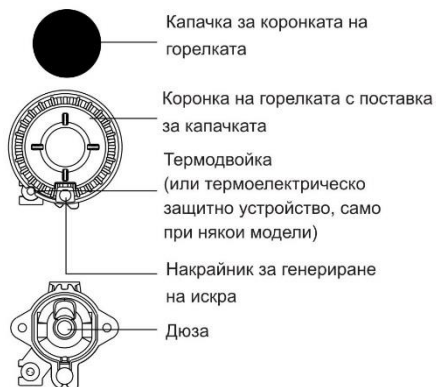 Капачка за коронката на
горелката
Коронка на горелката с поставка
за капачката
Термодвойка
(или термоелектрическо
защитно устройство, само
при някои модели)
Накрайник за генериране
на искра
Дюза